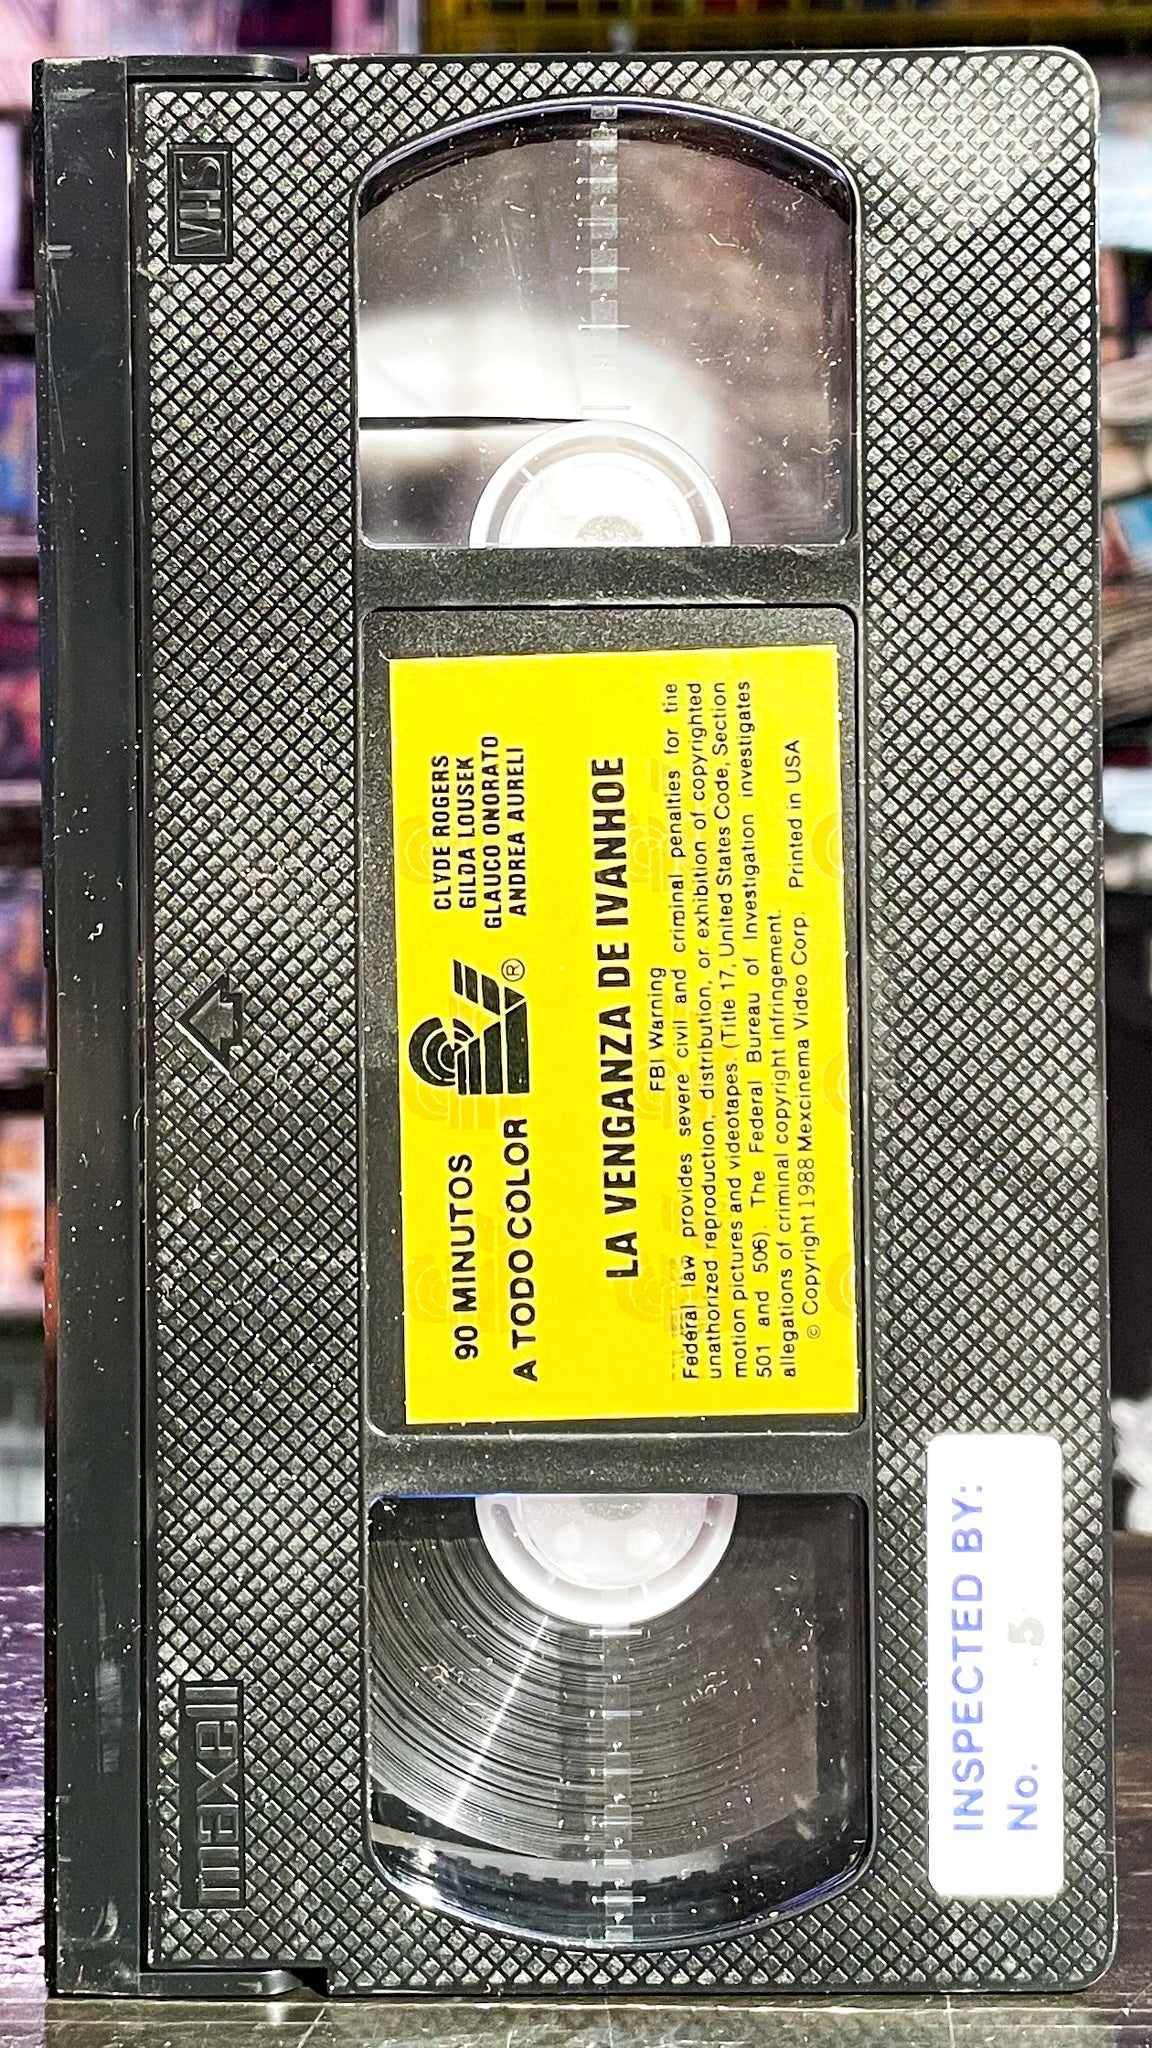 VHS
maxell
90 MINUTOS
A TODO COLOR
®
CLYDE ROGERS
GILDA LOUSEK
GLAUCO ONORATO
ANDREA AURELI
LA VENGANZA DE IVANHOE
FBI Warning
Federal law provides severe civil and criminal penalties for the
unathorized reproduction, distribution, or exhibition of copyrighted
motion pictures and videotapes (Title 17, United States Code, Section
501 and 506). The Federal Bureau of Investigation investigates
allegations of criminal copyright infringement.
© Copyright 1988 Mexcinema Video Corp. Printed in USA
INSPECTED BY:
No. 3